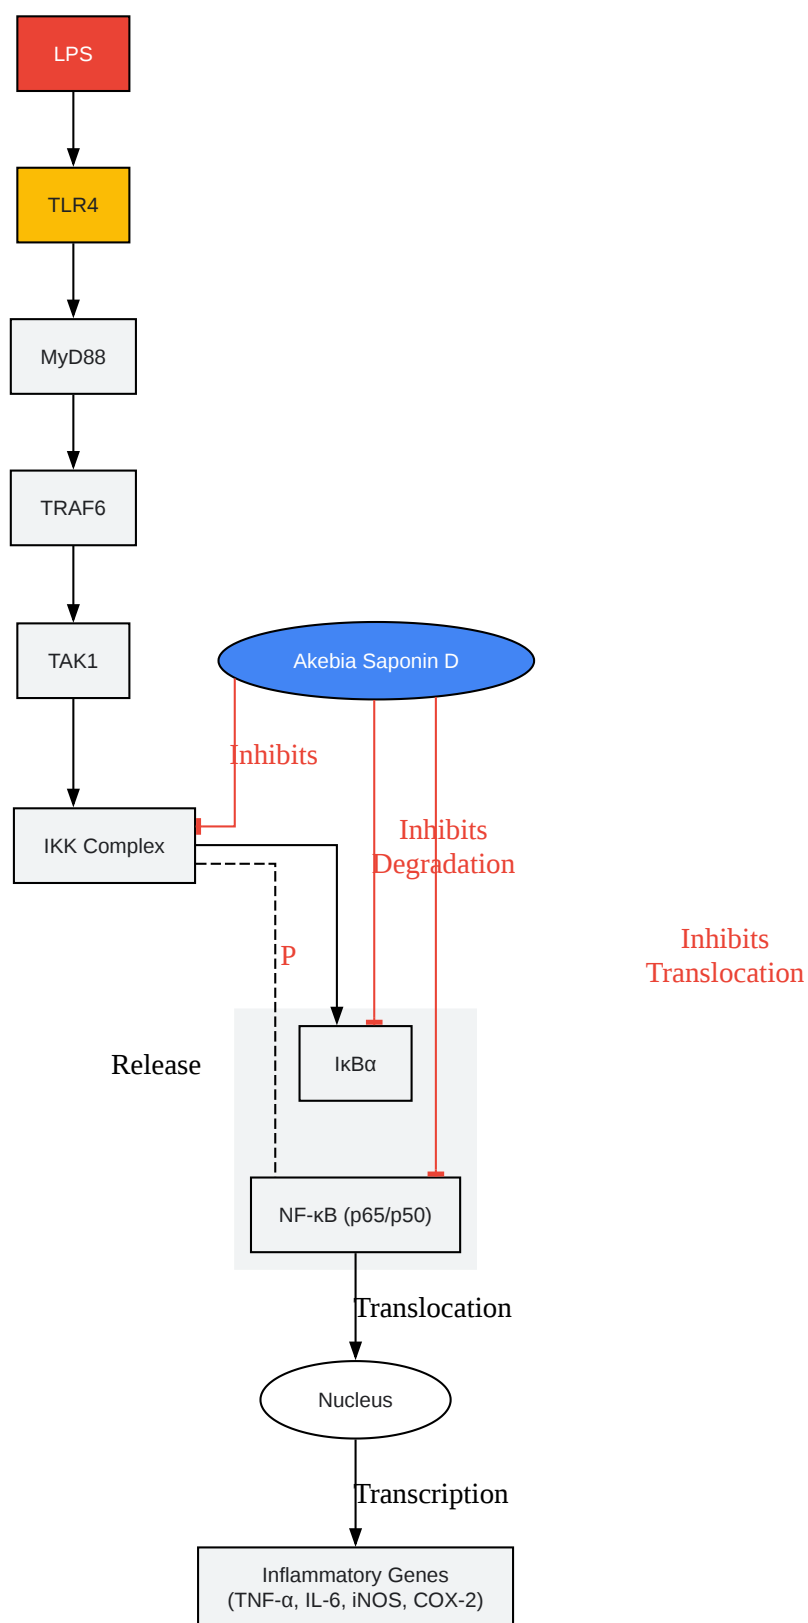 LPS
TLR4
MyD88
TRAF6
TAK1
Akebia Saponin D
Inhibits
Inhibits
Degradation
IKK Complex
Inhibits
Translocation
P
Release
IκBα
NF-κB (p65/p50)
Translocation
Nucleus
Transcription
Inflammatory Genes
(TNF-α, IL-6, iNOS, COX-2)